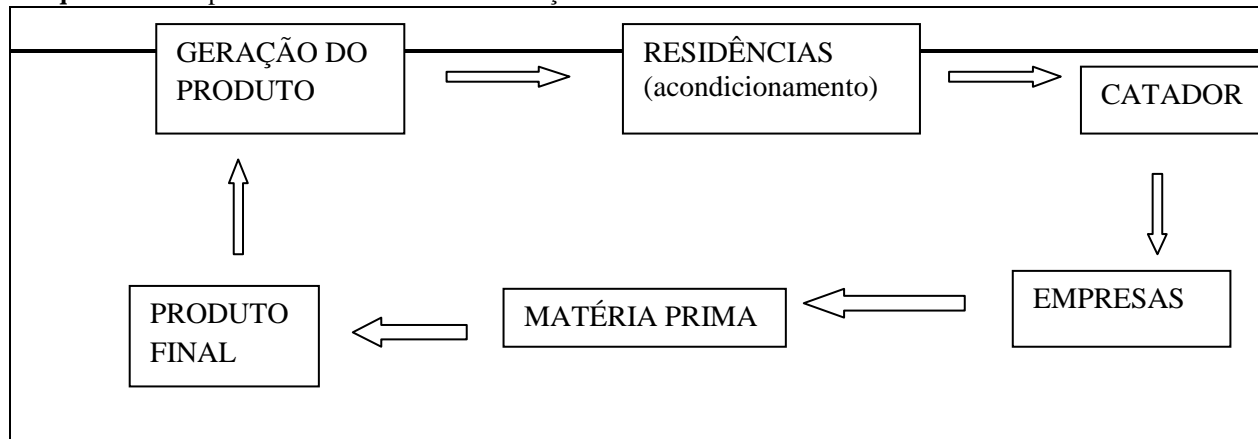 GERAÇÃO DO
PRODUTO
RESIDÊNCIAS
(acondicionamento)
CATADOR
EMPRESAS
MATÉRIA PRIMA
PRODUTO
FINAL